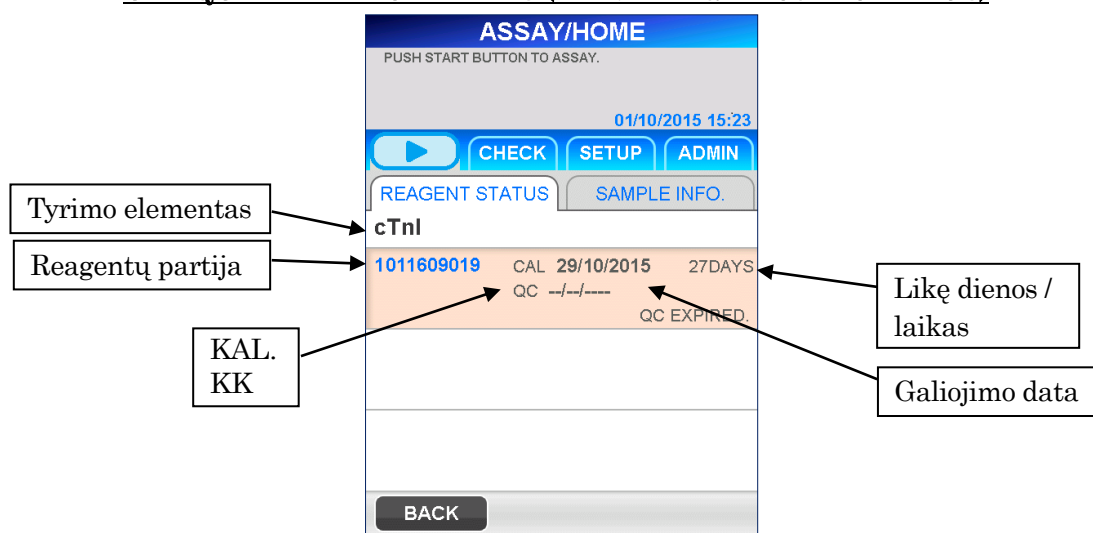 ASSAY/HOME
PUSH START BUTTON TO ASSAY.
01/10/2015 15:23
CHECK SETUP ADMIN
REAGENT STATUS SAMPLE INFO.
Tyrimo elementas
cTnI
Reagentų partija
1011609019 CAL 29/10/2015 27DAYS
QC --/--/----
QC EXPIRED.
Likę dienos /
laikas
KAL.
KK
Galiojimo data
BACK